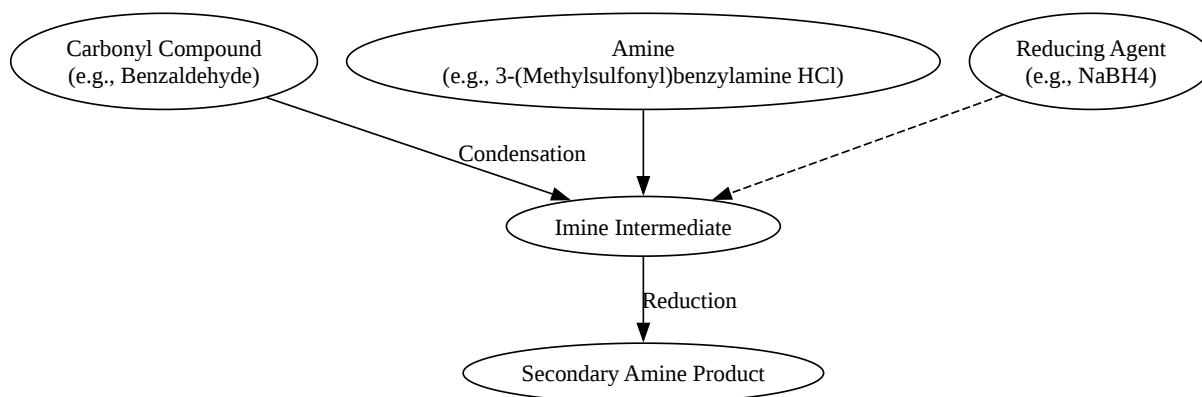 Carbonyl Compound
(e.g., Benzaldehyde)
Amine
(e.g., 3-(Methylsulfonyl)benzylamine HCl)
Reducing Agent
(e.g., NaBH4)
Condensation
Imine Intermediate
Reduction
Secondary Amine Product